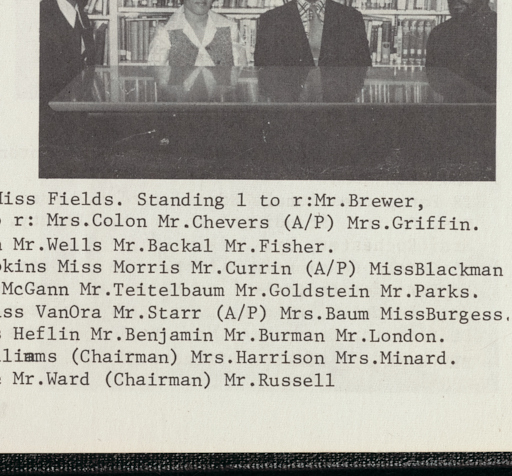 iss Fields. Standing l to r:Mr.Brewer,
r: Mrs.Colon Mr.Chevers (A/P) Mrs.Griffin.
Mr.Wells Mr.Backal Mr.Fisher.
kins Miss Morris Mr.Currin (A/P) MissBlackman
McGann Mr.Teitelbaum Mr.Goldstein Mr.Parks.
ss VanOra Mr.Starr (A/P) Mrs.Baum MissBurgess.
Heflin Mr.Benjamin Mr.Burman Mr.London.
liams (Chairman) Mrs.Harrison Mrs.Minard.
Mr.Ward (Chairman) Mr.Russell